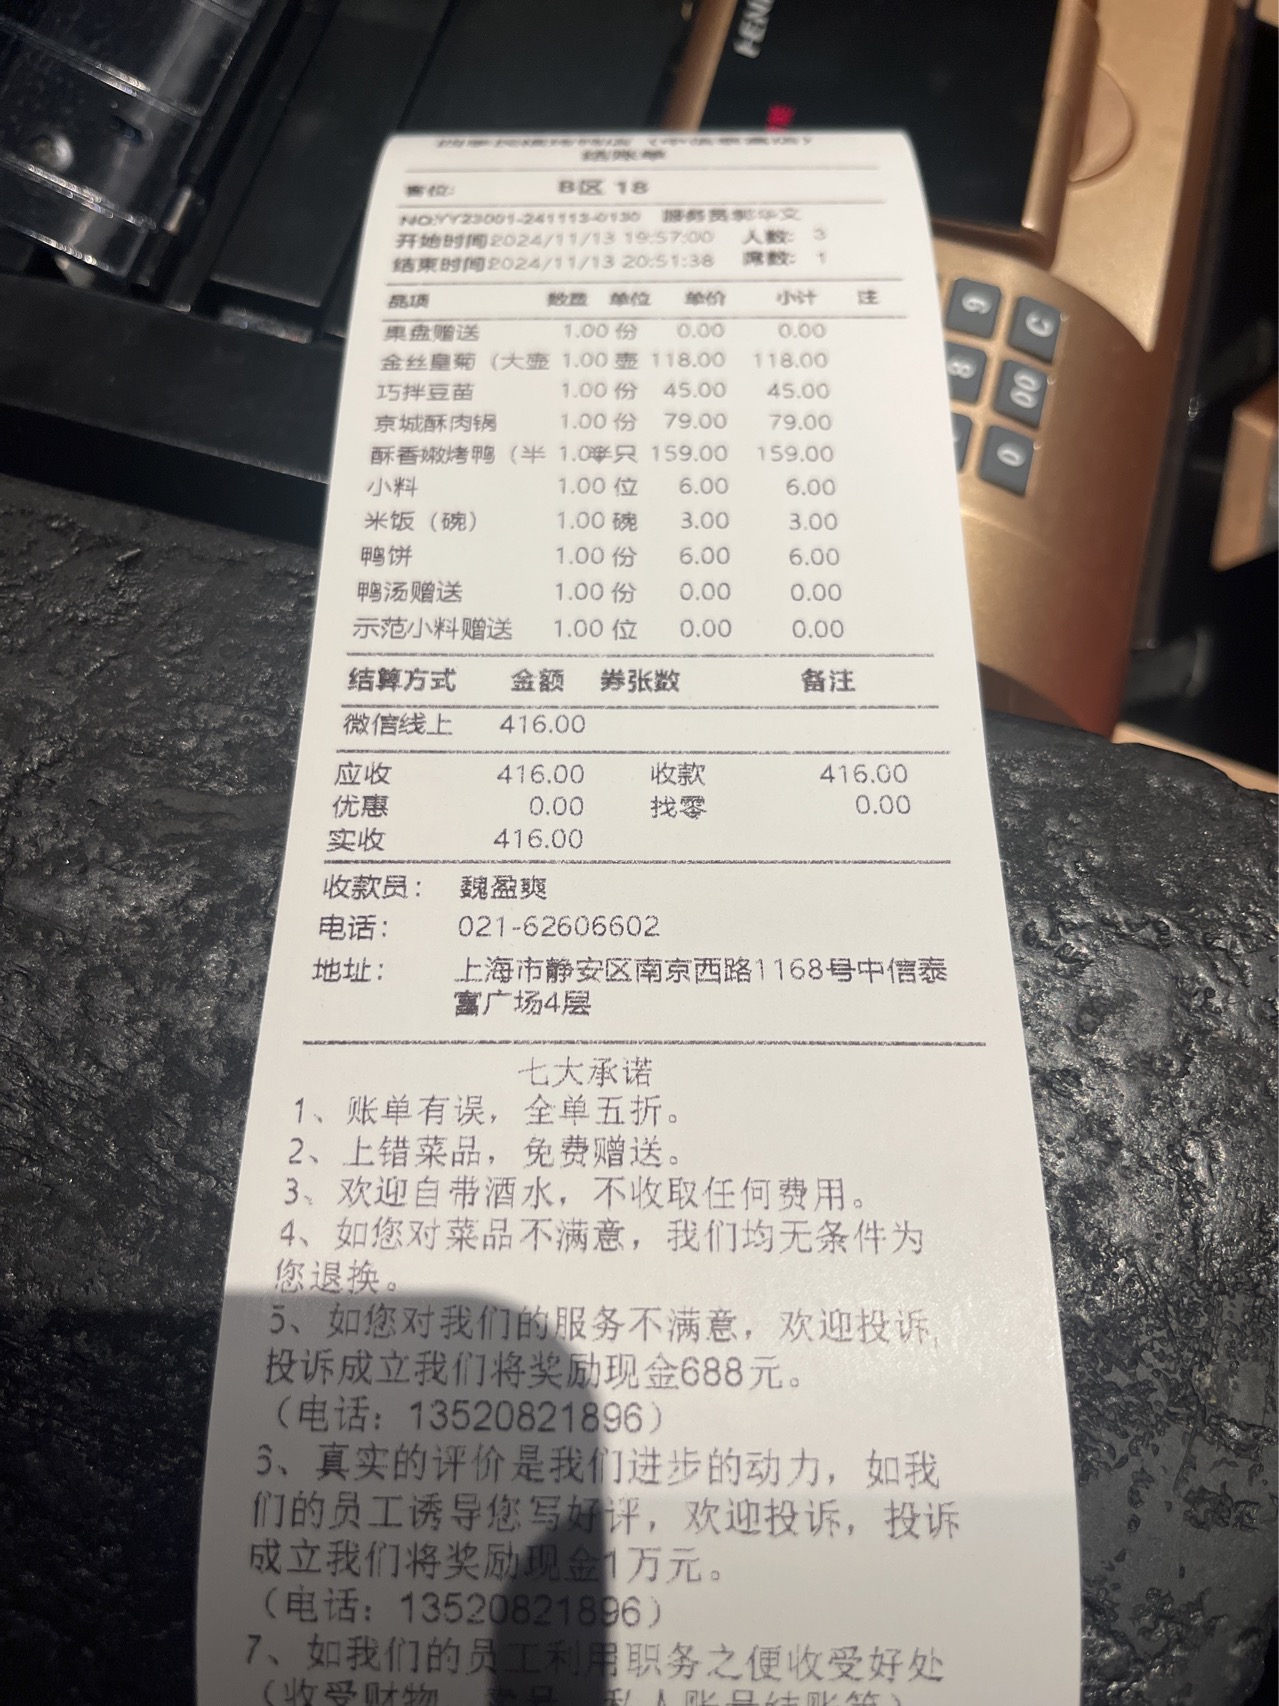 结账单
客位: B区 18
NO:YY23001-241113-0130 服务员郭华文
开始时间2024/11/13 19:57:00 人数: 3
结束时间2024/11/13 20:51:38 席数: 1
品项 数量 单位 单价 小计 注
果盘赠送 1.00 份 0.00 0.00
金丝皇菊（大壶 1.00 壶 118.00 118.00
巧拌豆苗 1.00 份 45.00 45.00
京城酥肉锅 1.00 份 79.00 79.00
酥香嫩烤鸭（半 1.00半只 159.00 159.00
小料 1.00 位 6.00 6.00
米饭（碗） 1.00 碗 3.00 3.00
鸭饼 1.00 份 6.00 6.00
鸭汤赠送 1.00 份 0.00 0.00
示范小料赠送 1.00 位 0.00 0.00
结算方式 金额 券张数 备注
微信线上 416.00
应收 416.00 收款 416.00
优惠 0.00 找零 0.00
实收 416.00
收款员: 魏盈爽
电话: 021-62606602
地址: 上海市静安区南京西路1168号中信泰
富广场4层
七大承诺
1、账单有误，全单五折。
2、上错菜品，免费赠送。
3、欢迎自带酒水，不收取任何费用。
4、如您对菜品不满意，我们均无条件为
您退换。
5、如您对我们的服务不满意，欢迎投诉,
投诉成立我们将奖励现金688元。
（电话：13520821896）
3、真实的评价是我们进步的动力，如我
们的员工诱导您写好评，欢迎投诉，投诉
成立我们将奖励现金1万元。
（电话：13520821896）
7、如我们的员工利用职务之便收受好处
（收受财物、私人账号结账等）